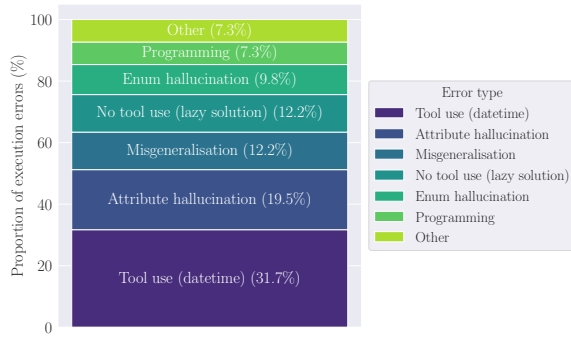 Proportion of execution errors (%)
100
80
60
40
20
0
Other (7.3%)
Programming (7.3%)
Enum hallucination (9.8%)
No tool use (lazy solution) (12.2%)
Misgeneralisation (12.2%)
Attribute hallucination (19.5%)
Tool use (datetime) (31.7%)
Error type
Tool use (datetime)
Attribute hallucination
Misgeneralisation
No tool use (lazy solution)
Enum hallucination
Programming
Other